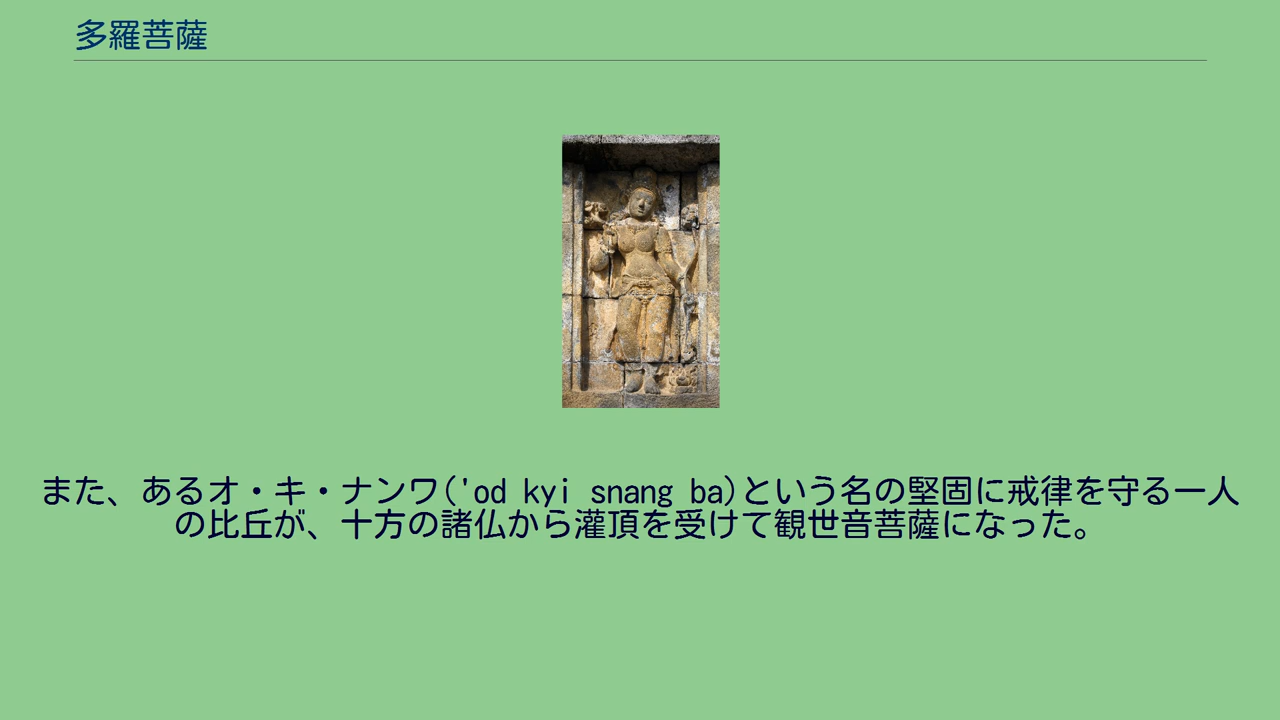 多羅菩薩
また、あるオ・キ・ナンワ('od kyi snang ba)という名の堅固に戒律を守る一人
の比丘が、十方の諸仏から灌頂を受けて観世音菩薩になった。